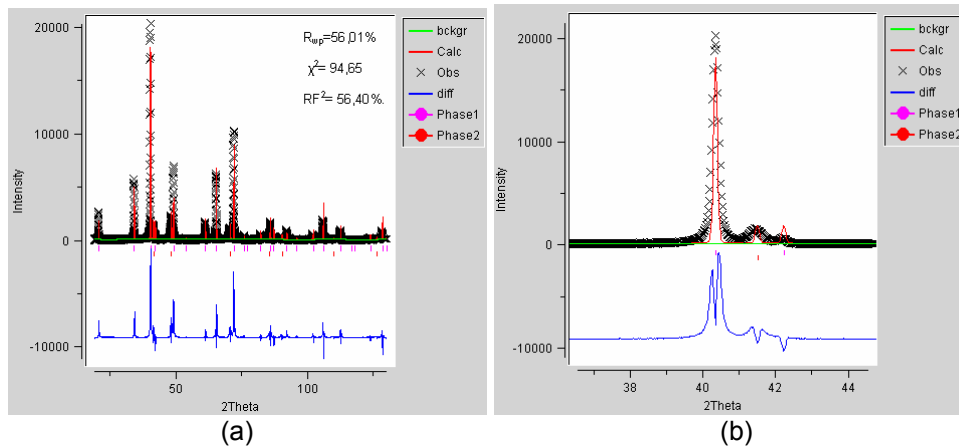 20000
10000
0
-10000
Intensity
50
100
2Theta
Rwp=56,01%
χ²= 94,65
RF²= 56,40%.
bckgr
Calc
Obs
diff
Phase1
Phase2
(a)
20000
10000
0
-10000
Intensity
38
40
42
44
2Theta
bckgr
Calc
Obs
diff
Phase1
Phase2
(b)